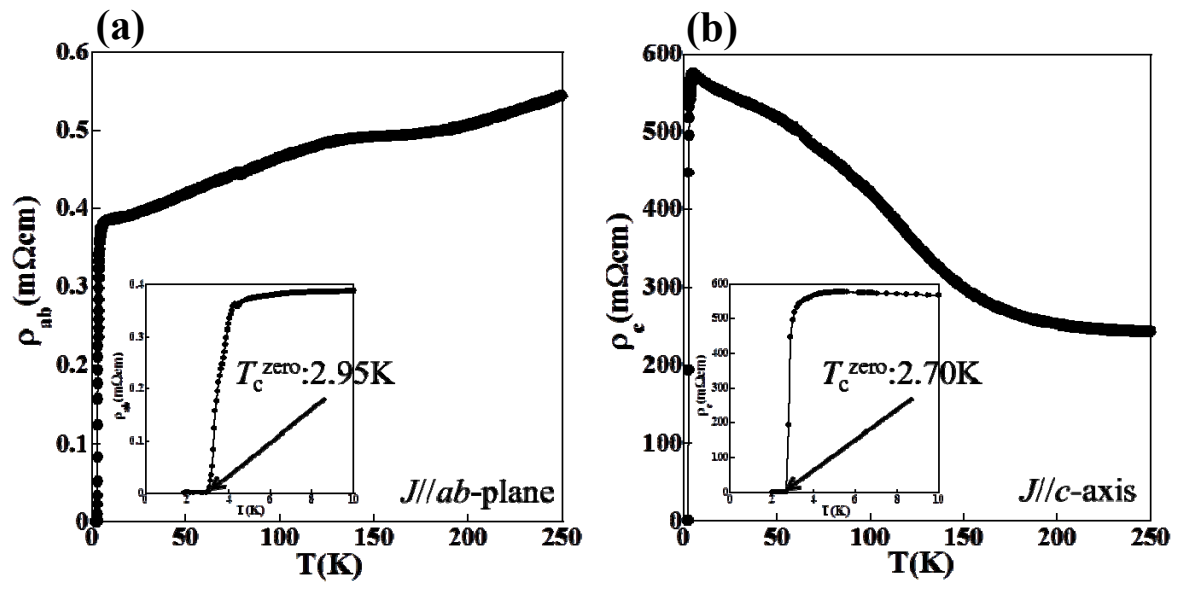 (a)
0.6
0.5
0.4
0.3
0.2
0.1
0
ρab(mΩcm)
0 50 100 150 200 250
T(K)
0.4
0.3
0.2
0.1
0
ρab(mΩcm)
0 2 4 6 8 10
T (K)
Tczero:2.95K
J//ab-plane
(b)
600
500
400
300
200
100
0
ρc(mΩcm)
0 50 100 150 200 250
T(K)
600
500
400
300
200
100
0
ρc(mΩcm)
0 2 4 6 8 10
T (K)
Tczero:2.70K
J//c-axis